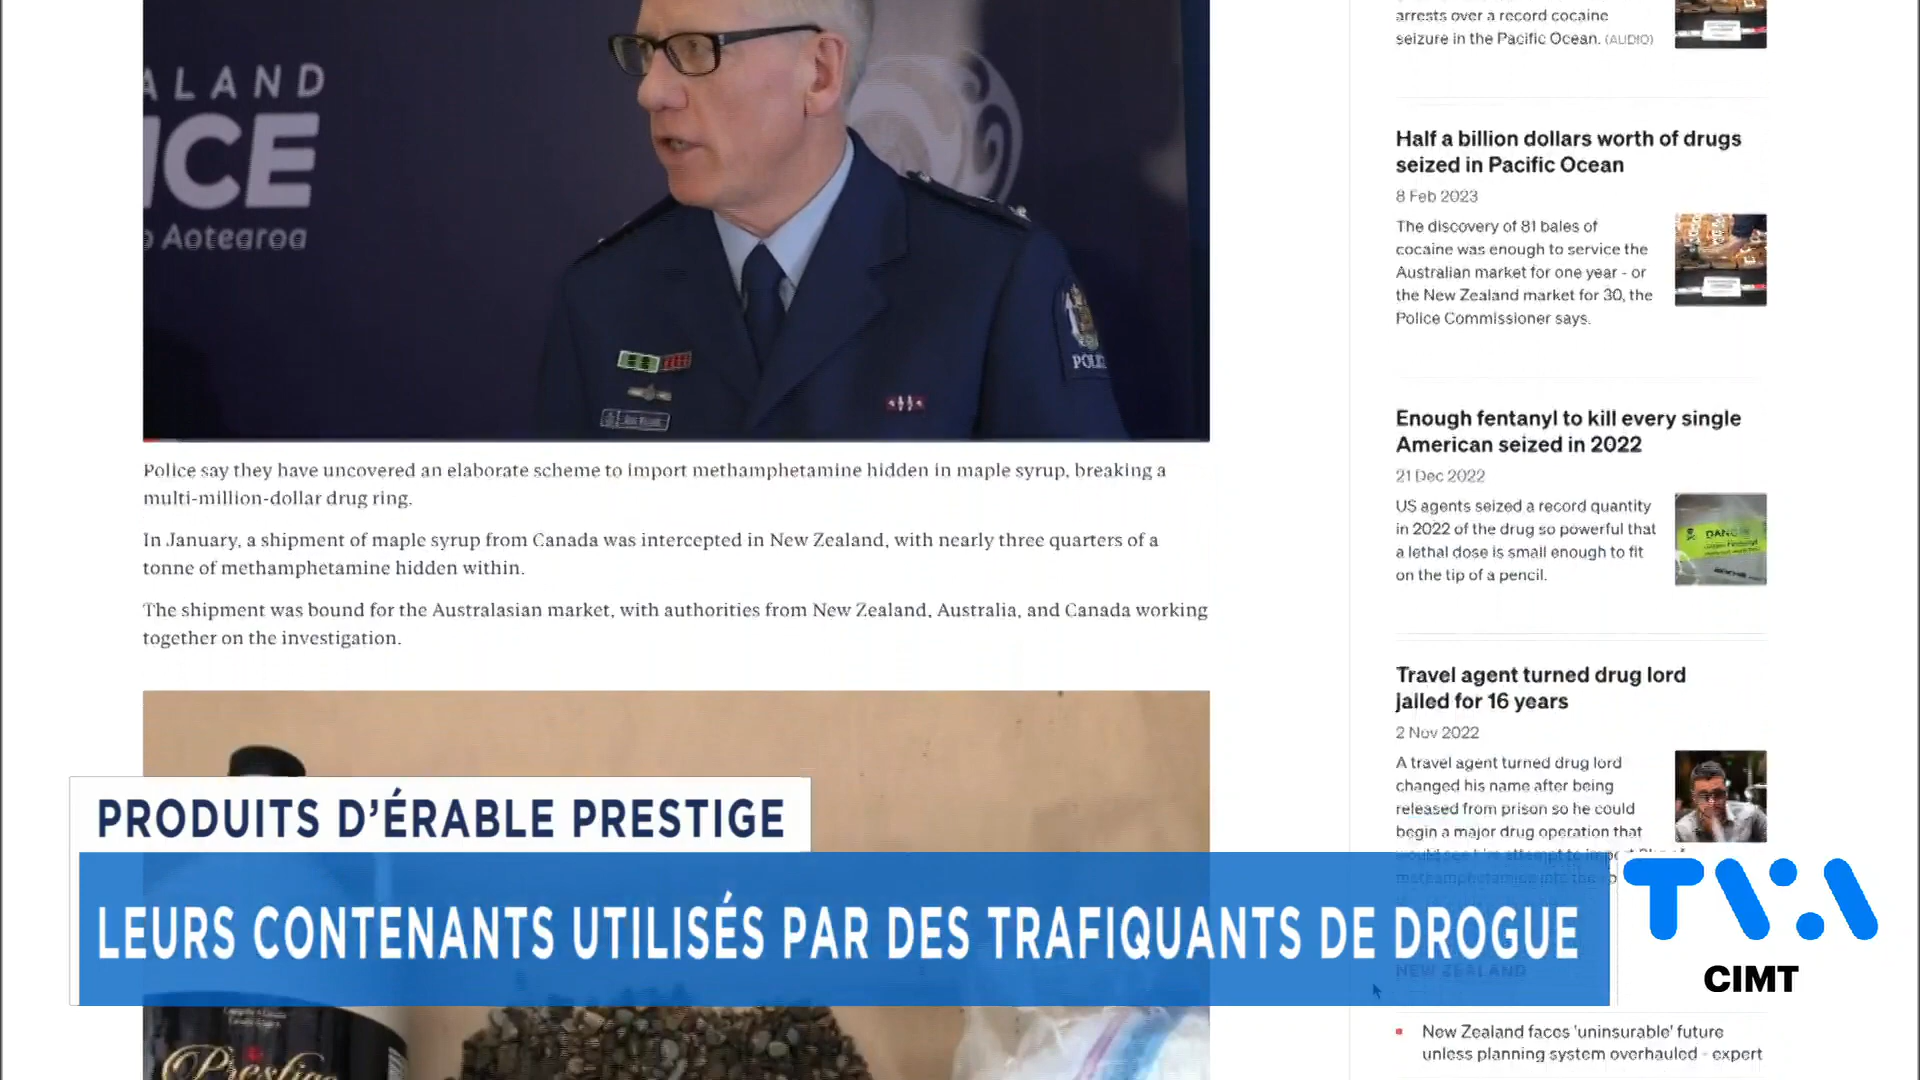 ALAND
ICE
Aotearoa
POLICE
Police say they have uncovered an elaborate scheme to import methamphetamine hidden in maple syrup, breaking a
multi-million-dollar drug ring.
In January, a shipment of maple syrup from Canada was intercepted in New Zealand, with nearly three quarters of a
tonne of methamphetamine hidden within.
The shipment was bound for the Australasian market, with authorities from New Zealand, Australia, and Canada working
together on the investigation.
PRODUITS D'ÉRABLE PRESTIGE
LEURS CONTENANTS UTILISÉS PAR DES TRAFIQUANTS DE DROGUE
Prestige
arrests over a record cocaine
seizure in the Pacific Ocean. (AUDIO)
Half a billion dollars worth of drugs
seized in Pacific Ocean
8 Feb 2023
The discovery of 81 bales of
cocaine was enough to service the
Australian market for one year - or
the New Zealand market for 30, the
Police Commissioner says.
Enough fentanyl to kill every single
American seized in 2022
21 Dec 2022
US agents seized a record quantity
in 2022 of the drug so powerful that
a lethal dose is small enough to fit
on the tip of a pencil.
Travel agent turned drug lord
jailed for 16 years
2 Nov 2022
A travel agent turned drug lord
changed his name after being
released from prison so he could
begin a major drug operation that
would see him attempt to import
methamphetamine into the
NEW ZEALAND
New Zealand faces 'uninsurable' future
unless planning system overhauled - expert
TVA
CIMT